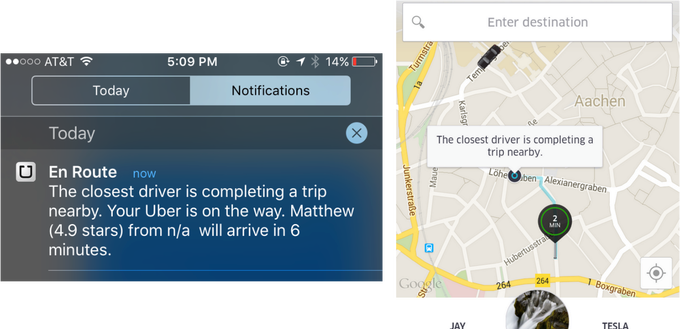 AT&T
5:09 PM
14%
Today
Notifications
Today
En Route now
The closest driver is completing a
trip nearby. Your Uber is on the way. Matthew
(4.9 stars) from n/a will arrive in 6
minutes.
Enter destination
Turmstraße
Aachen
The closest driver is completing a
trip nearby.
Alexianergraben
Junkerstraße
2
MIN
Hubertusstraße
264
264
1
Boxgraben
Google
JAY
TESLA